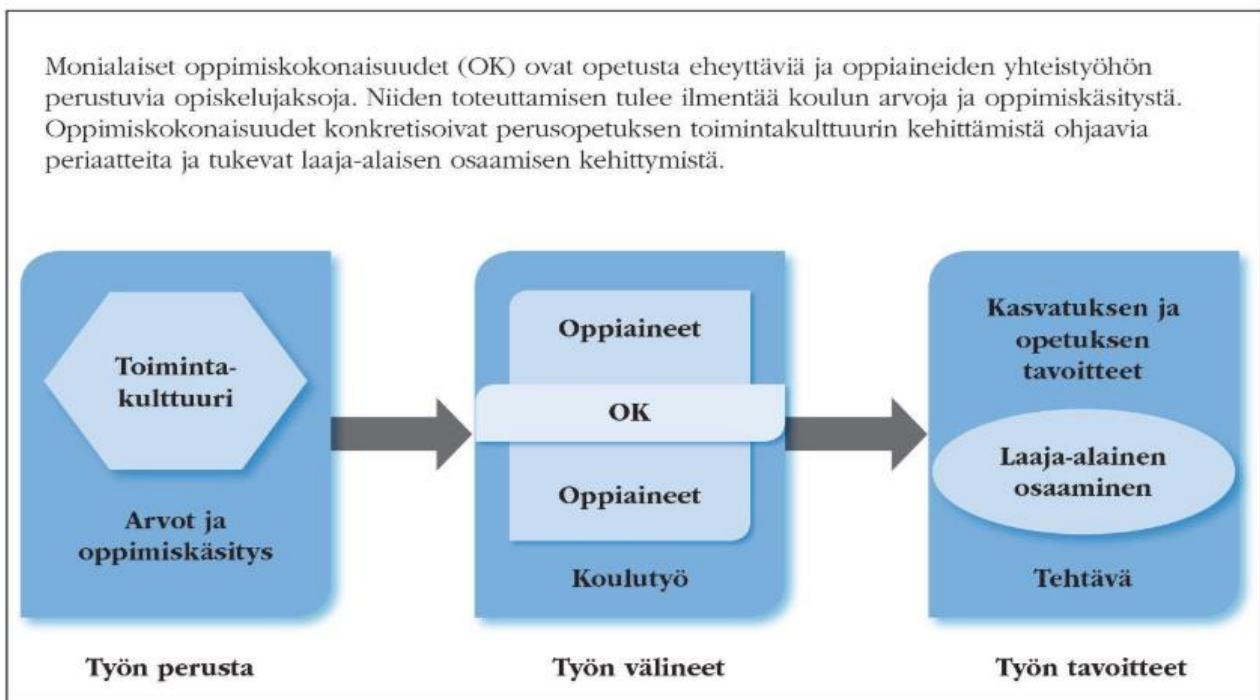 Monialaiset oppimiskokonaisuudet (OK) ovat opetusta eheyttäviä ja oppiaineiden yhteistyöhön
perustuvia opiskelujaksoja. Niiden toteuttamisen tulee ilmentää koulun arvoja ja oppimiskäsitystä.
Oppimiskokonaisuudet konkretisoivat perusopetuksen toimintakulttuurin kehittämistä ohjaavia
periaatteita ja tukevat laaja-alaisen osaamisen kehittymistä.
Toiminta-
kulttuuri
Arvot ja
oppimiskäsitys
Työn perusta
Oppiaineet
OK
Oppiaineet
Koulutyö
Työn välineet
Kasvatuksen ja
opetuksen
tavoitteet
Laaja-alainen
osaaminen
Tehtävä
Työn tavoitteet